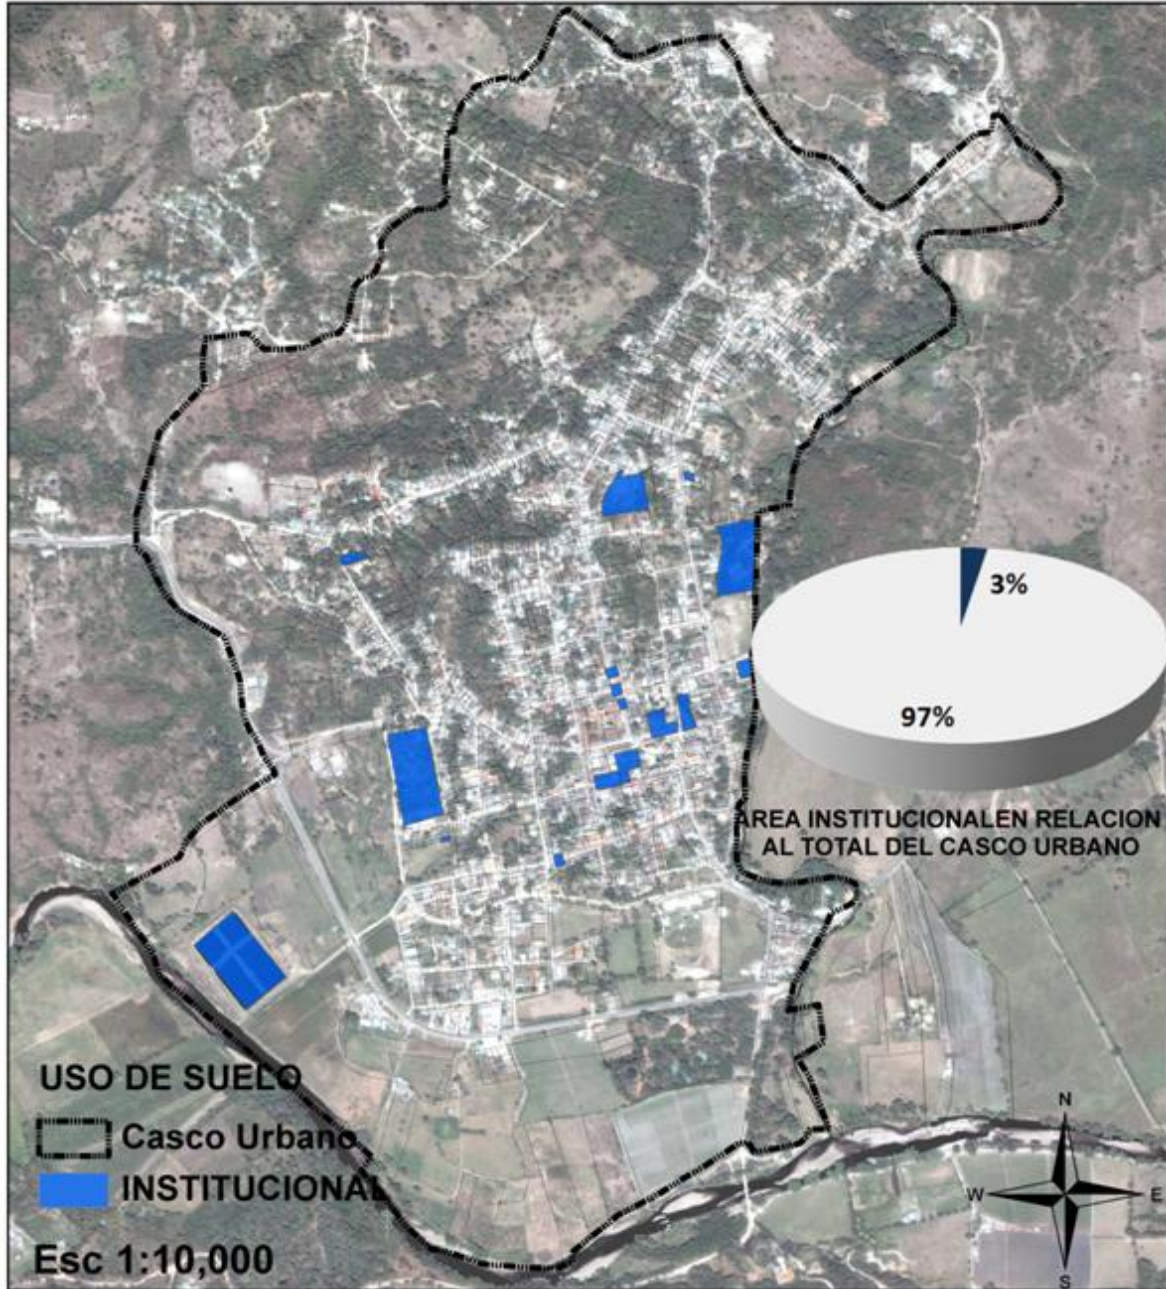 3%
97%
AREA INSTITUCIONALEN RELACION
AL TOTAL DEL CASCO URBANO
USO DE SUELO
Casco Urbano
INSTITUCIONAL
Esc 1:10,000
N
W E
S